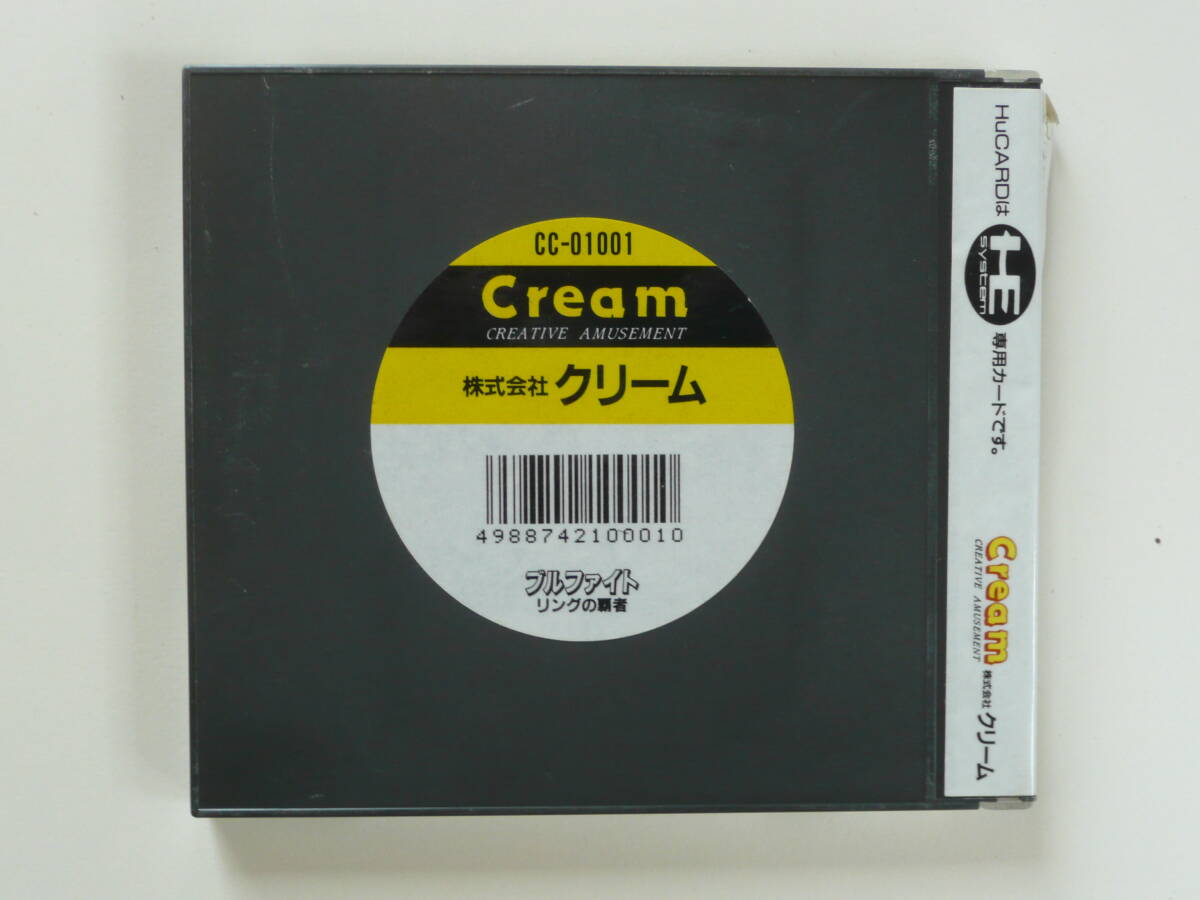 CC-01001
Cream
CREATIVE AMUSEMENT
株式会社 クリーム
4988742100010
ブルファイト
リングの覇者
HuCARDは HE system 専用カードです。
Cream
CREATIVE AMUSEMENT
株式会社 クリーム